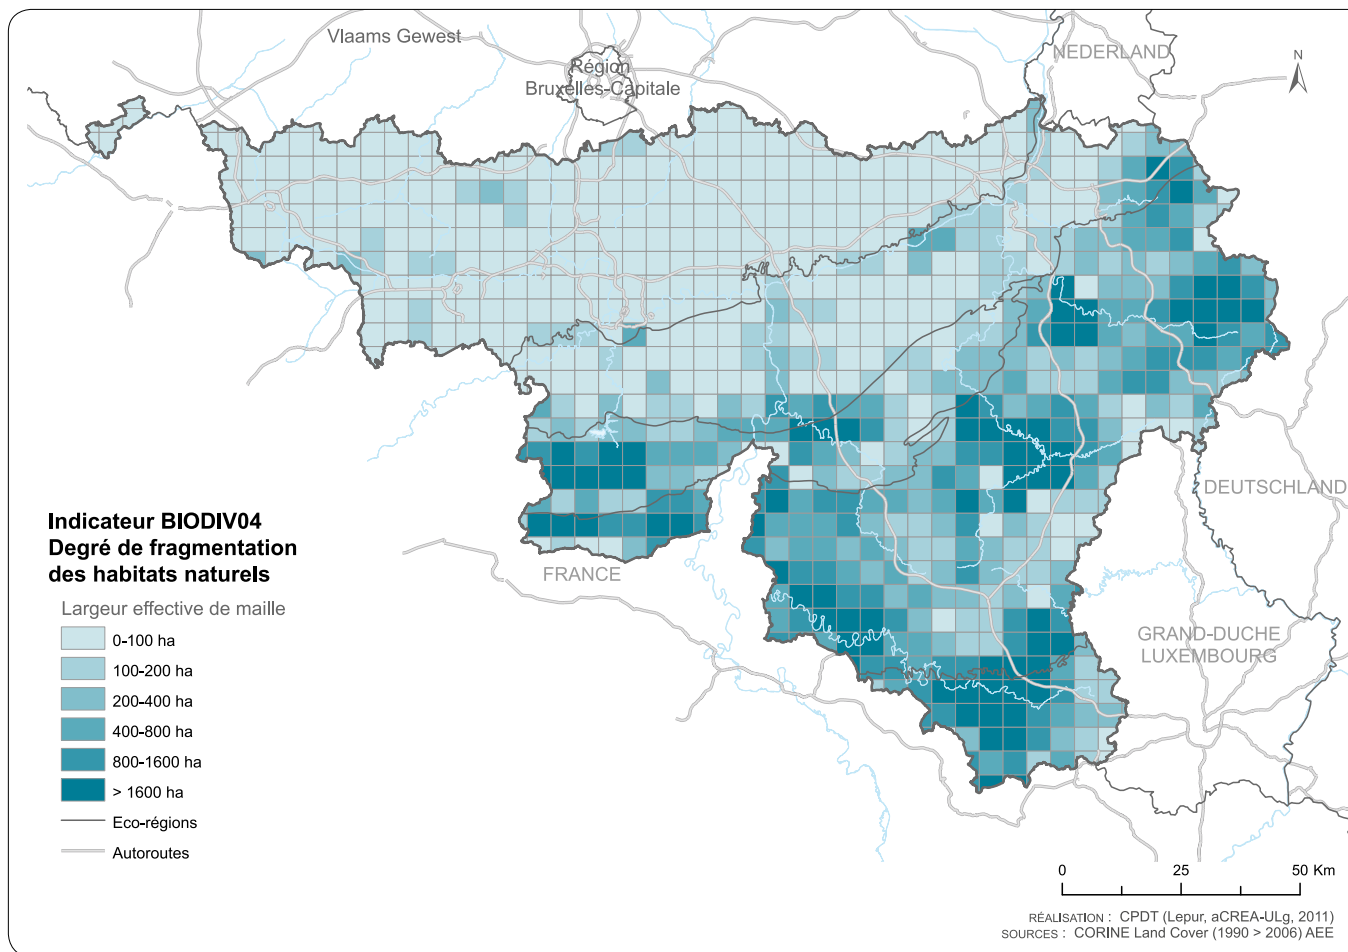 Vlaams Gewest
NEDERLAND
N
Région
Bruxelles-Capitale
DEUTSCHLAND
Indicateur BIODIV04
Degré de fragmentation
des habitats naturels
FRANCE
Largeur effective de maille
0-100 ha
GRAND-DUCHE
LUXEMBOURG
100-200 ha
200-400 ha
400-800 ha
800-1600 ha
> 1600 ha
Eco-régions
Autoroutes
0 25 50 Km
RÉALISATION : CPDT (Lepur, aCREA-ULg, 2011)
SOURCES : CORINE Land Cover (1990 > 2006) AEE